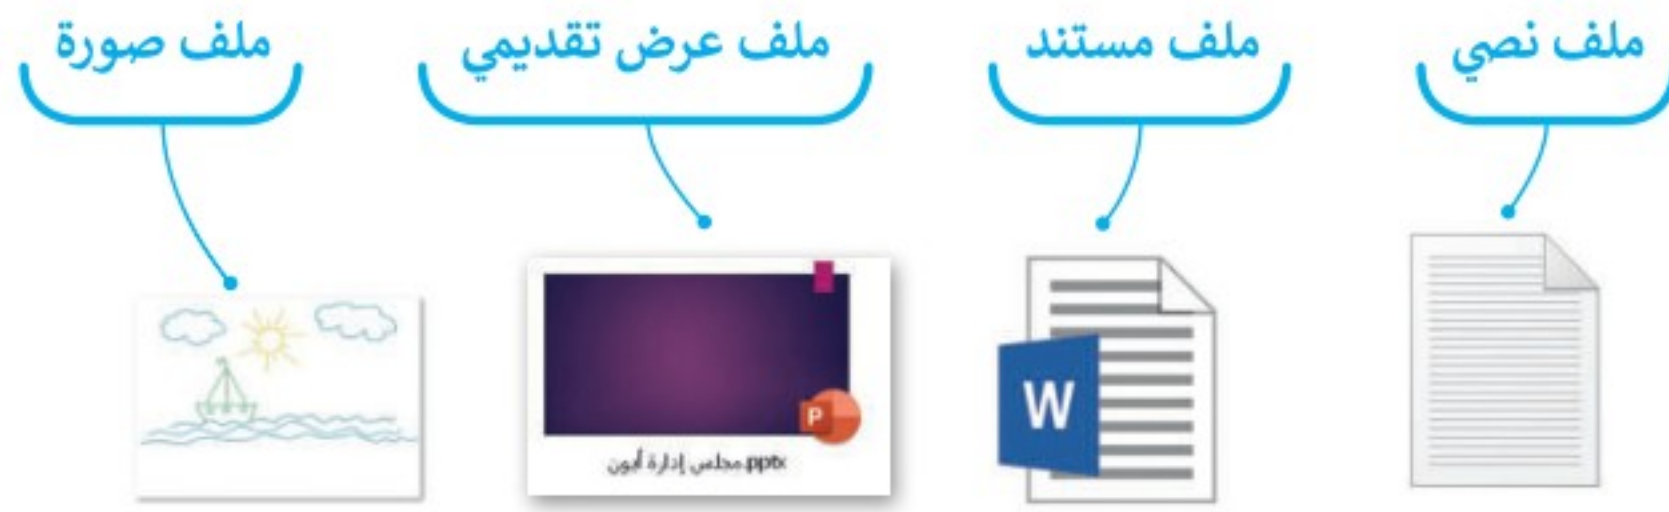 ملف نصي
ملف مستند
ملف عرض تقديمي
ملف صورة
W
P
مجلس إدارة أيون.pptx